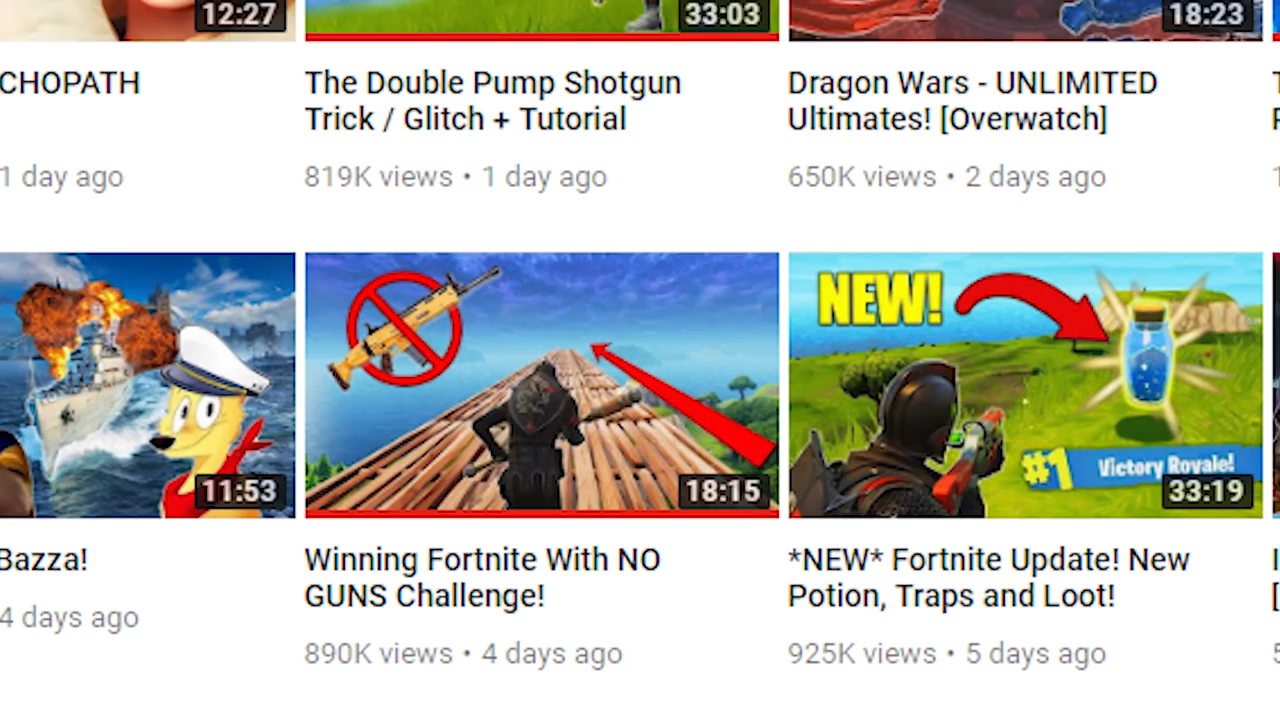 12:27
33:03
18:23
CHOPATH
The Double Pump Shotgun
Trick / Glitch + Tutorial
Dragon Wars - UNLIMITED
Ultimates! [Overwatch]
1 day ago
819K views • 1 day ago
650K views • 2 days ago
NEW!
#1 Victory Royale!
11:53
18:15
33:19
Bazza!
Winning Fortnite With NO
GUNS Challenge!
*NEW* Fortnite Update! New
Potion, Traps and Loot!
4 days ago
890K views • 4 days ago
925K views • 5 days ago